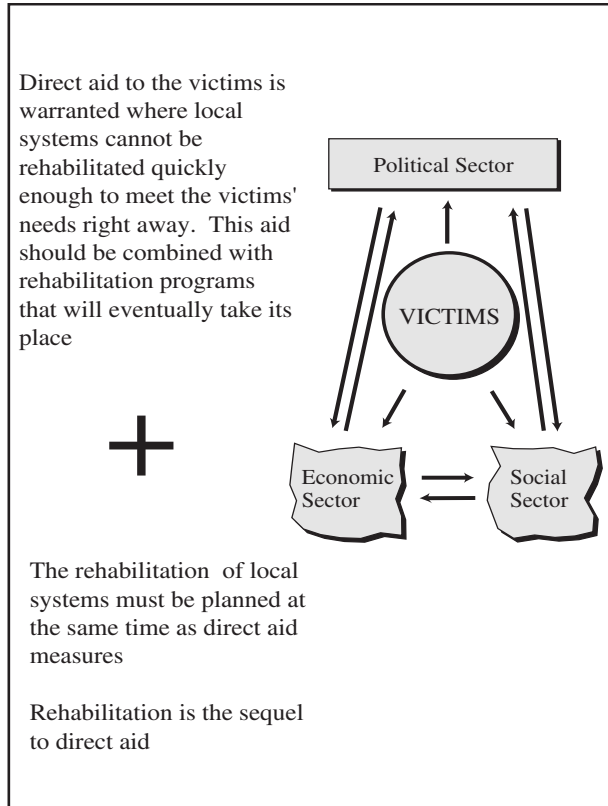 Direct aid to the victims is
warranted where local
systems cannot be
rehabilitated quickly
enough to meet the victims'
needs right away.  This aid
should be combined with
rehabilitation programs
that will eventually take its
place
+
The rehabilitation  of local
systems must be planned at
the same time as direct aid
measures
Rehabilitation is the sequel
to direct aid
Political Sector
VICTIMS
Economic
Sector
Social
Sector